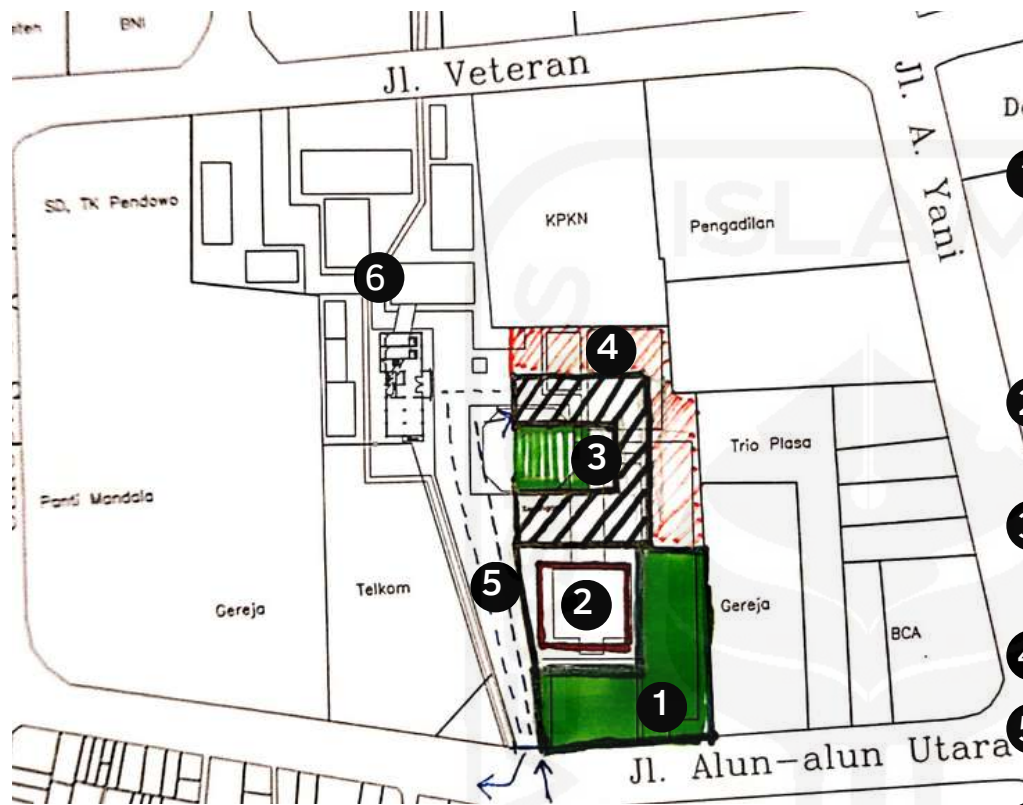 BNI
Jl. Veteran
Jl. A. Yani
SD, TK Pendowo
KPKN
Pengadilan
ISLAM
6
4
Trio Plasa
3
Panti Mandala
Telkom
5
2
Gereja
Gereja
BCA
1
Jl. Alun-alun Utara